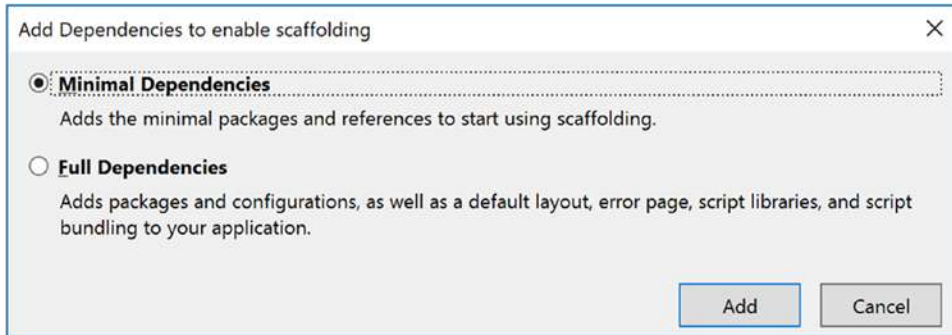 Add Dependencies to enable scaffolding
Minimal Dependencies
Adds the minimal packages and references to start using scaffolding.
Full Dependencies
Adds packages and configurations, as well as a default layout, error page, script libraries, and script
bundling to your application.
Add Cancel